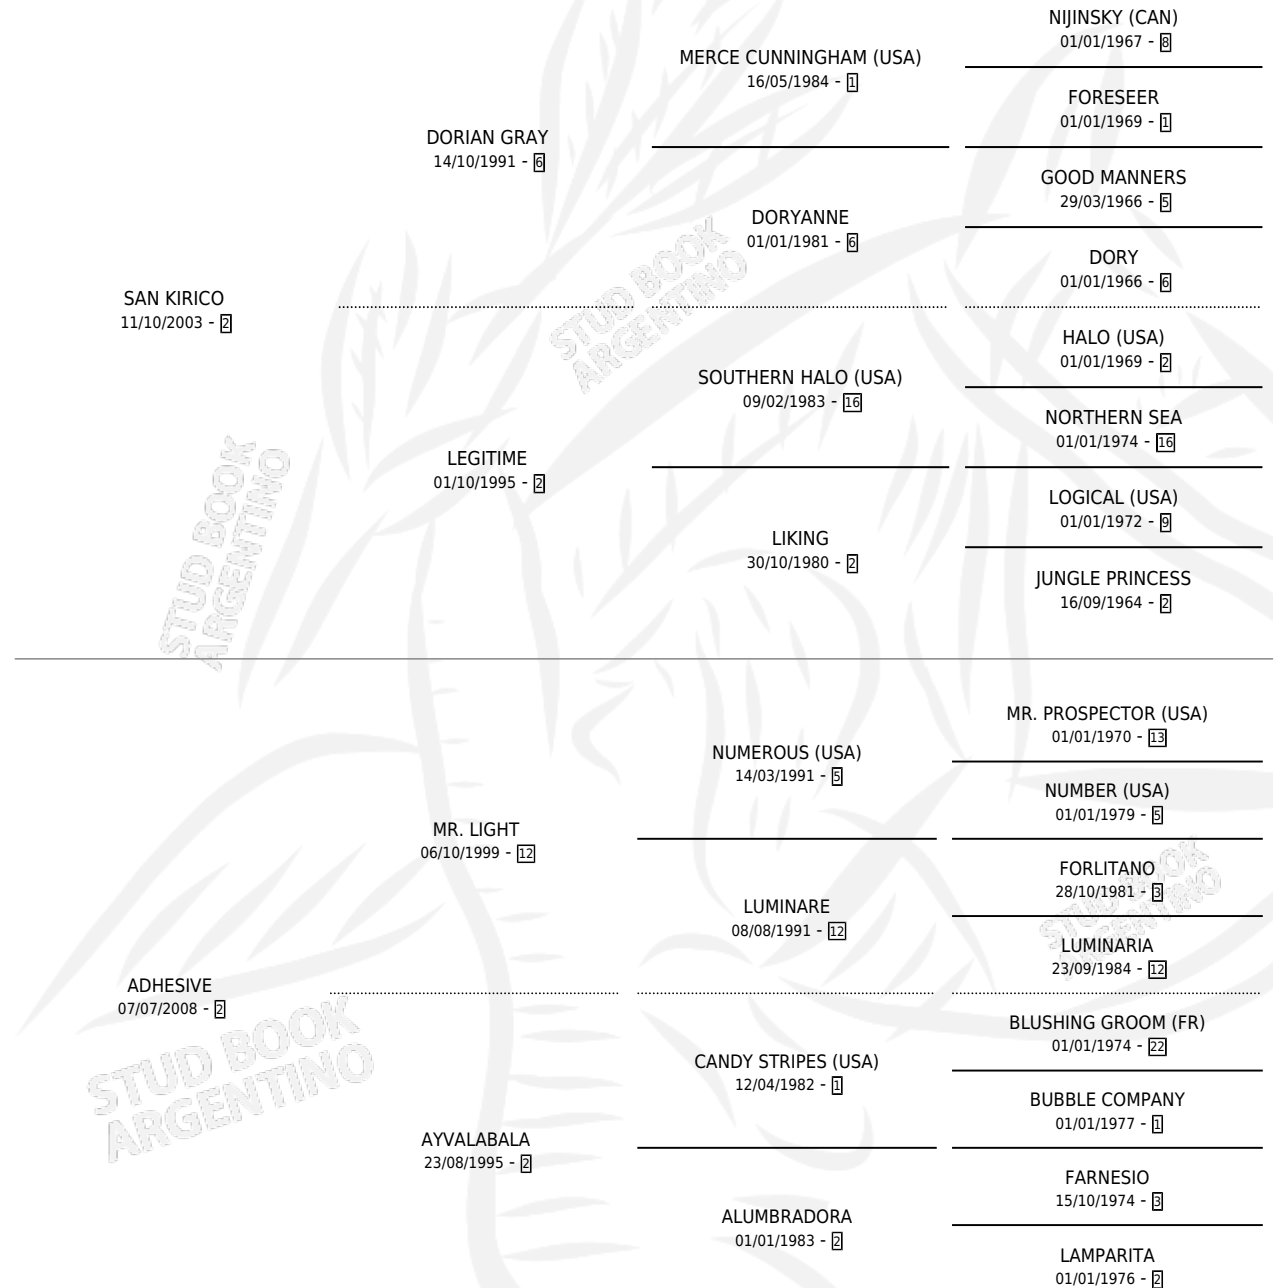 NIJINSKY (CAN)
01/01/1967 - 8
MERCE CUNNINGHAM (USA)
16/05/1984 - 1
FORESEER
01/01/1969 - 1
DORIAN GRAY
14/10/1991 - 6
GOOD MANNERS
29/03/1966 - 5
DORYANNE
01/01/1981 - 6
DORY
01/01/1966 - 6
SAN KIRICO
11/10/2003 - 2
HALO (USA)
01/01/1969 - 2
SOUTHERN HALO (USA)
09/02/1983 - 16
NORTHERN SEA
01/01/1974 - 16
LEGITIME
01/10/1995 - 2
LOGICAL (USA)
01/01/1972 - 9
LIKING
30/10/1980 - 2
JUNGLE PRINCESS
16/09/1964 - 2
STUD BOOK
ARGENTINO
STUD BOOK
ARGENTINO
MR. PROSPECTOR (USA)
01/01/1970 - 13
NUMEROUS (USA)
14/03/1991 - 5
NUMBER (USA)
01/01/1979 - 5
MR. LIGHT
06/10/1999 - 12
FORLITANO
28/10/1981 - 3
LUMINARE
08/08/1991 - 12
LUMINARIA
23/09/1984 - 12
ADHESIVE
07/07/2008 - 2
BLUSHING GROOM (FR)
01/01/1974 - 22
CANDY STRIPES (USA)
12/04/1982 - 1
BUBBLE COMPANY
01/01/1977 - 1
AYVALABALA
23/08/1995 - 2
FARNESIO
15/10/1974 - 3
ALUMBRADORA
01/01/1983 - 2
LAMPARITA
01/01/1976 - 2
STUD BOOK
ARGENTINO
STUD BOOK
ARGENTINO